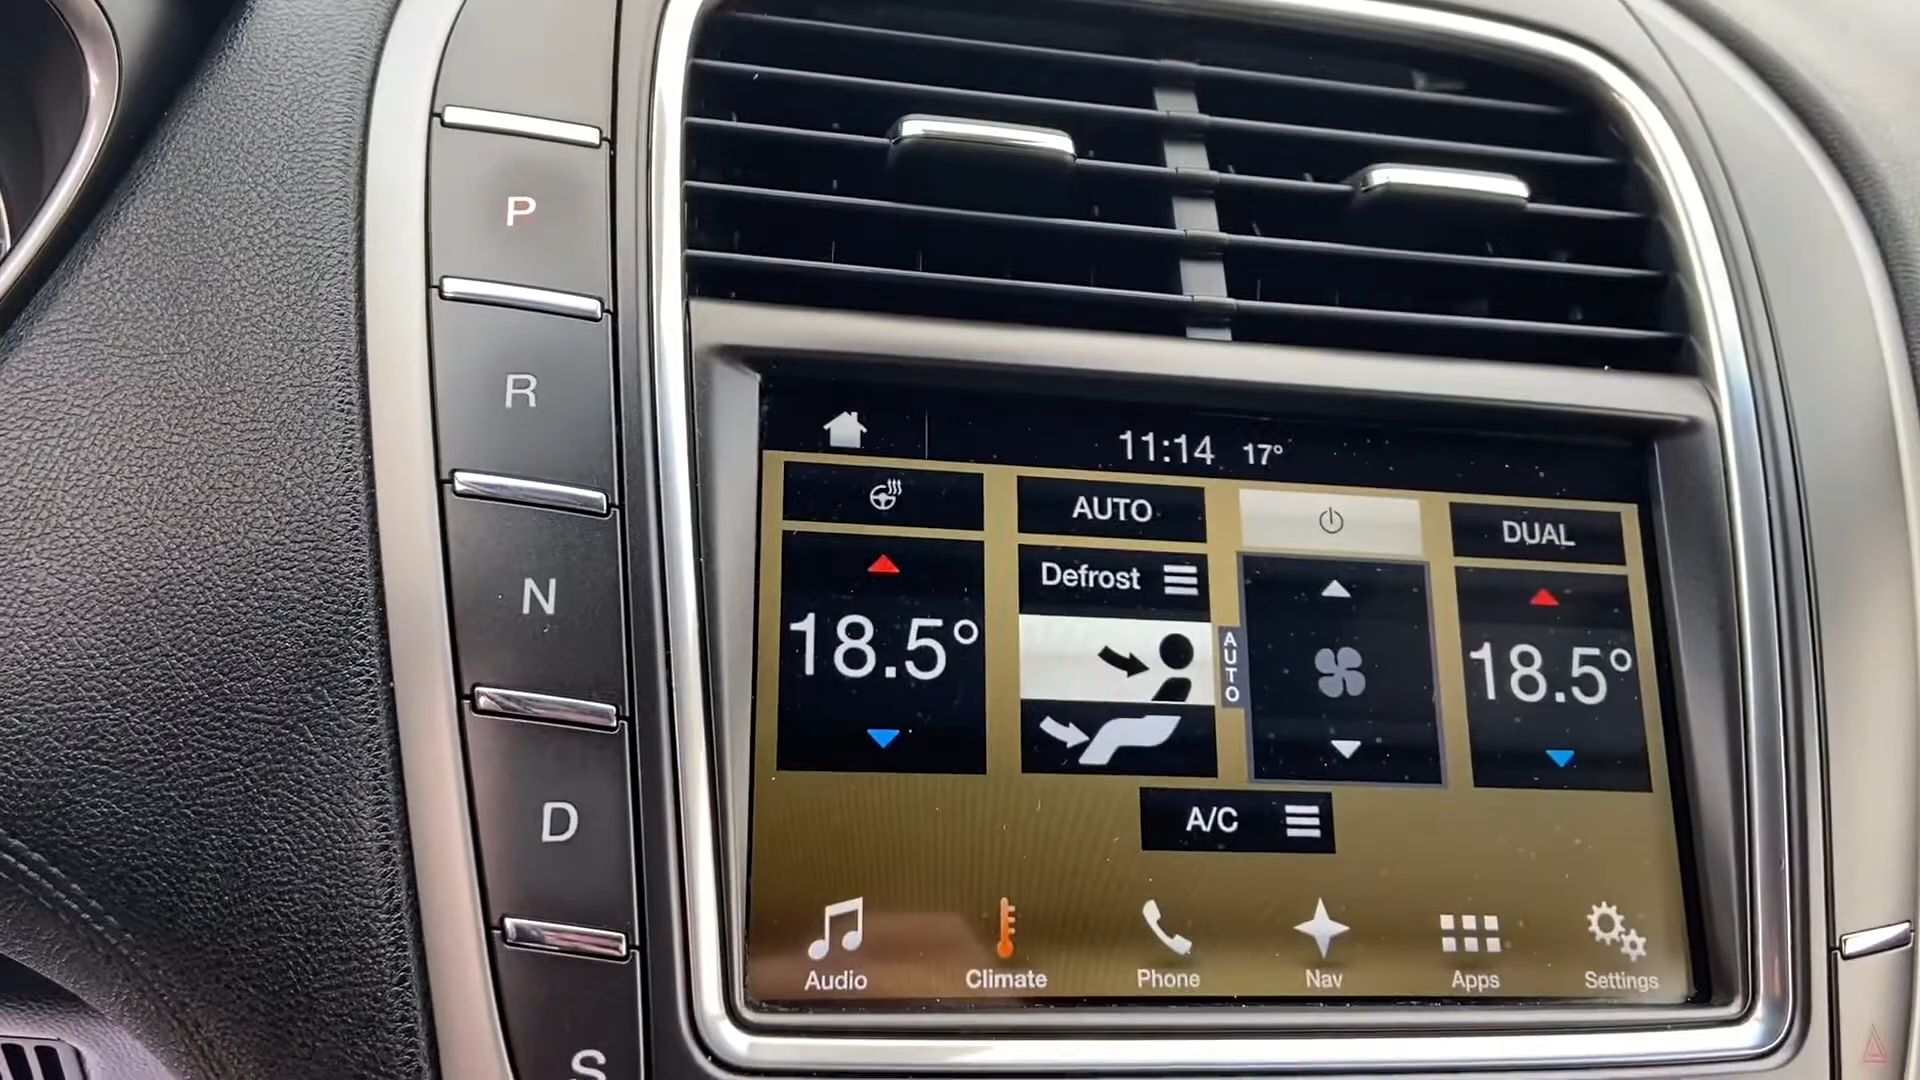 P
R
N
D
S
11:14 17°
AUTO
DUAL
Defrost
18.5°
AUTO
18.5°
A/C
Audio
Climate
Phone
Nav
Apps
Settings